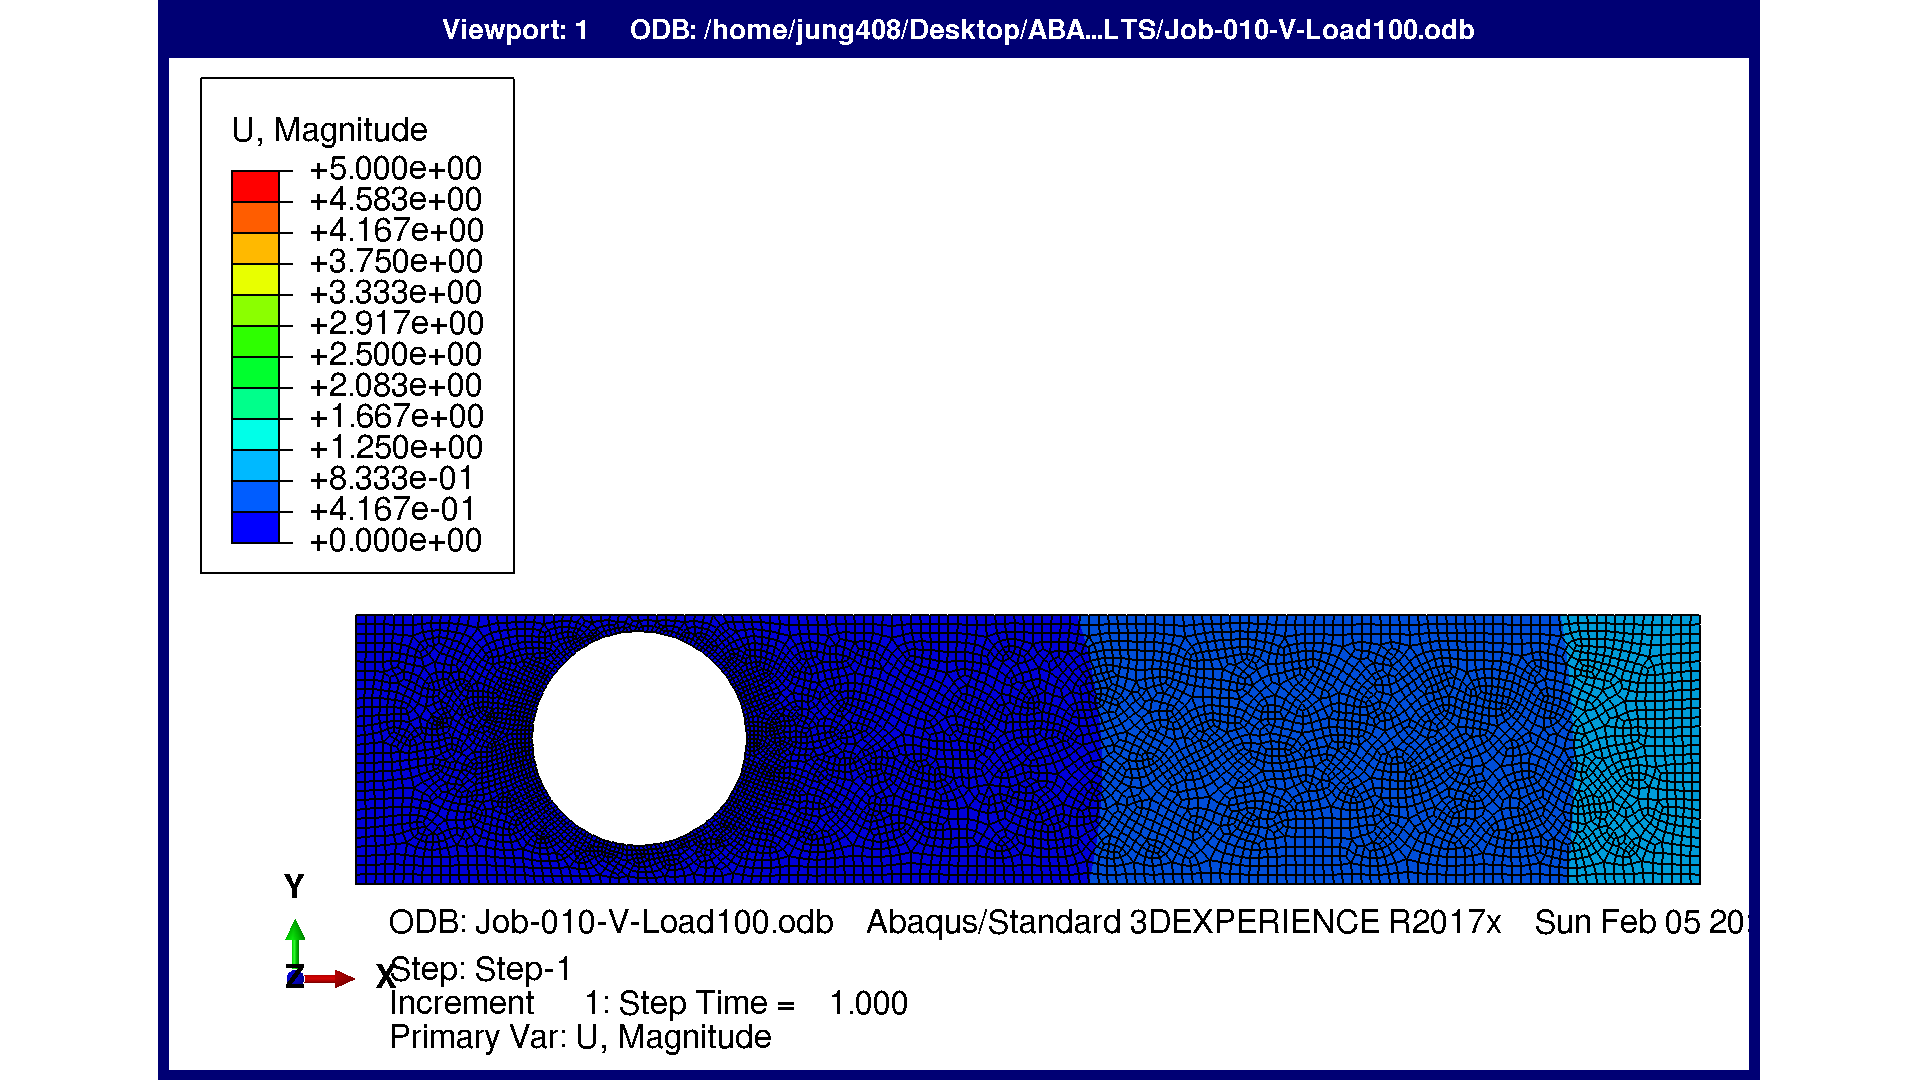 Viewport: 1 ODB: /home/jung408/Desktop/ABA...LTS/Job-010-V-Load100.odb
U, Magnitude
+5.000e+00
+4.583e+00
+4.167e+00
+3.750e+00
+3.333e+00
+2.917e+00
+2.500e+00
+2.083e+00
+1.667e+00
+1.250e+00
+8.333e-01
+4.167e-01
+0.000e+00
Y
Z
X
ODB: Job-010-V-Load100.odb Abaqus/Standard 3DEXPERIENCE R2017x Sun Feb 05 20
Step: Step-1
Increment 1: Step Time = 1.000
Primary Var: U, Magnitude